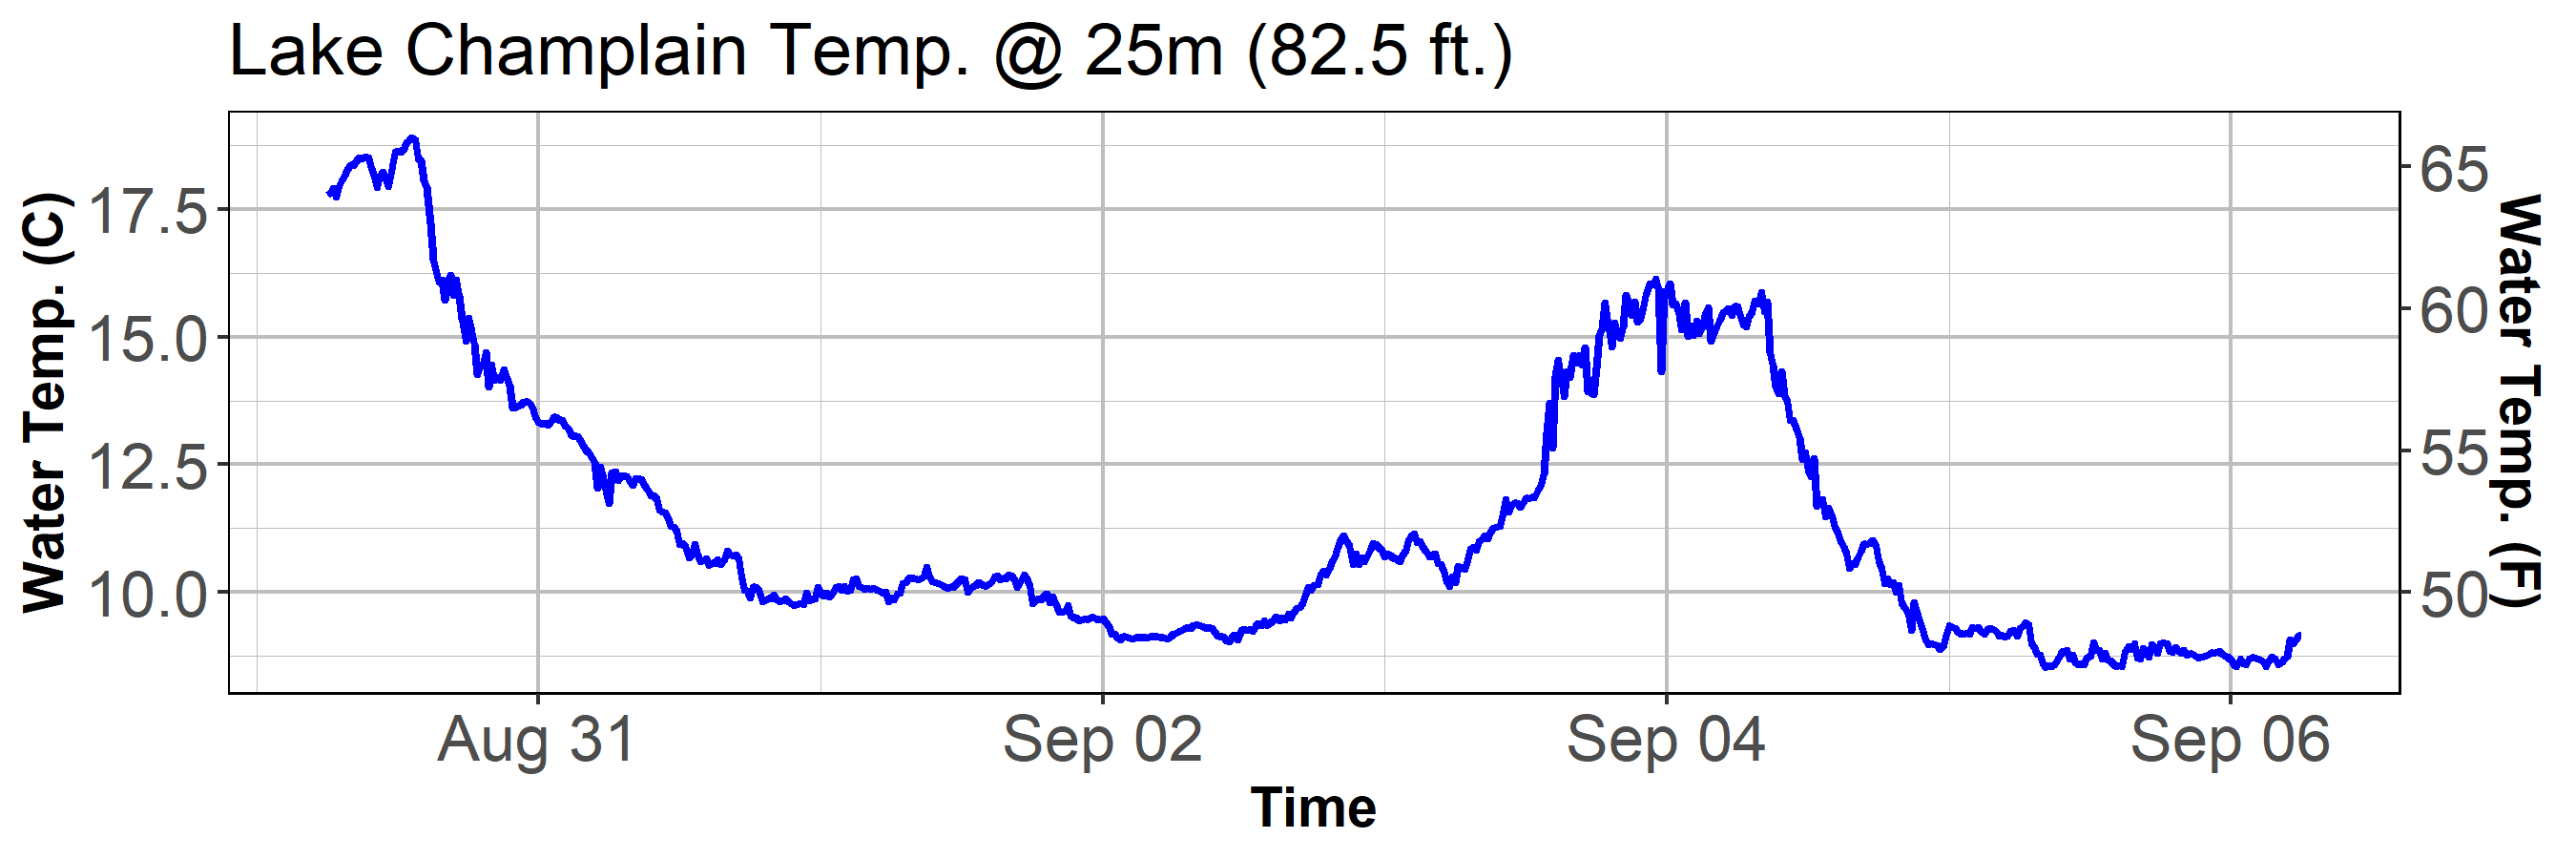 Lake Champlain Temp. @ 25m (82.5 ft.)
Water Temp. (C)
17.5
15.0
12.5
10.0
65
60
55
50
Water Temp. (F)
Aug 31 Sep 02 Sep 04 Sep 06
Time